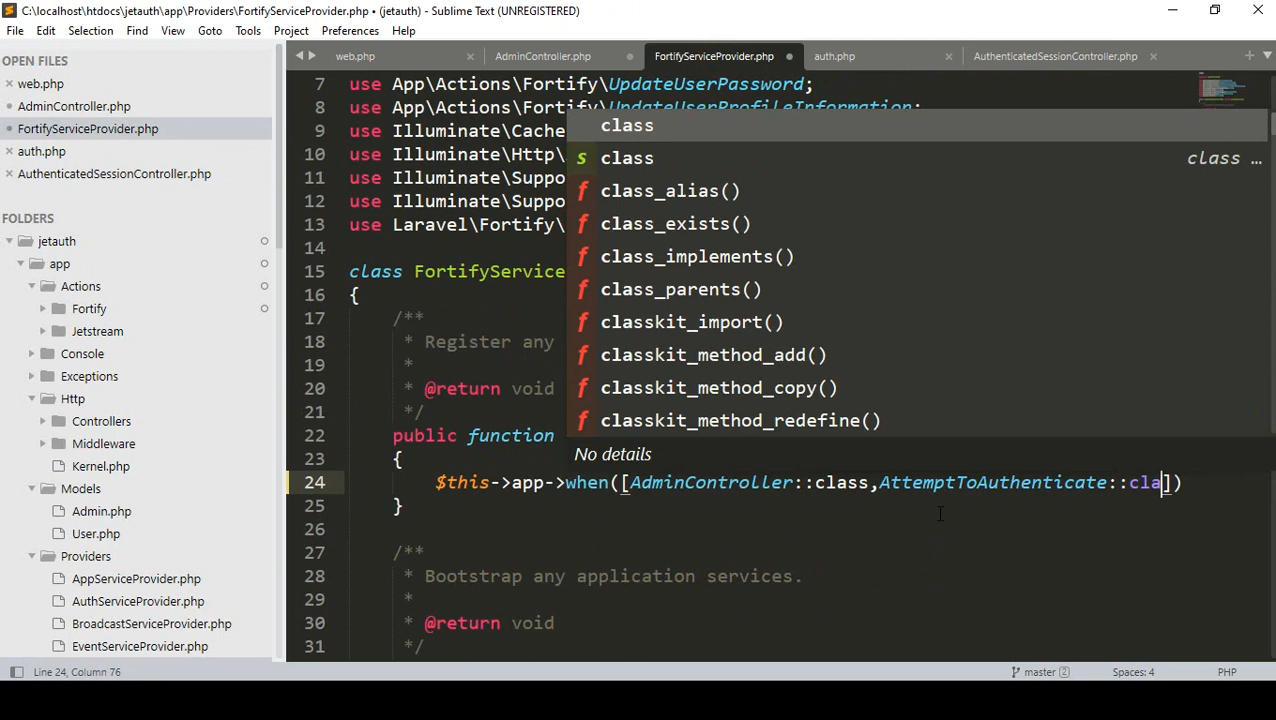 C:\localhost\htdocs\jetauth\app\Providers\FortifyServiceProvider.php • (jetauth) - Sublime Text (UNREGISTERED)
File Edit Selection Find View Goto Tools Project Preferences Help
OPEN FILES
web.php
AdminController.php
FortifyServiceProvider.php
auth.php
AuthenticatedSessionController.php
FOLDERS
jetauth
app
Actions
Fortify
Jetstream
Console
Exceptions
Http
Controllers
Middleware
Kernel.php
Models
Admin.php
User.php
Providers
AppServiceProvider.php
AuthServiceProvider.php
BroadcastServiceProvider.php
EventServiceProvider.php
web.php AdminController.php FortifyServiceProvider.php auth.php AuthenticatedSessionController.php
7 use App\Actions\Fortify\UpdateUserPassword;
8 use App\Actions\Fortify\UpdateUserProfileInformation;
9 use Illuminate\Cache
10 use Illuminate\Http\
11 use Illuminate\Suppo
12 use Illuminate\Suppo
13 use Laravel\Fortify\
14
15 class FortifyService
16 {
17 /**
18 * Register any
19 *
20 * @return void
21 */
22 public function
23 {
24 $this->app->when([AdminController::class,AttemptToAuthenticate::cla])
25 }
26
27 /**
28 * Bootstrap any application services.
29 *
30 * @return void
31 */
class
s class class ...
f class_alias()
f class_exists()
f class_implements()
f class_parents()
f classkit_import()
f classkit_method_add()
f classkit_method_copy()
f classkit_method_redefine()
No details
Line 24, Column 76 master 2 Spaces: 4 PHP